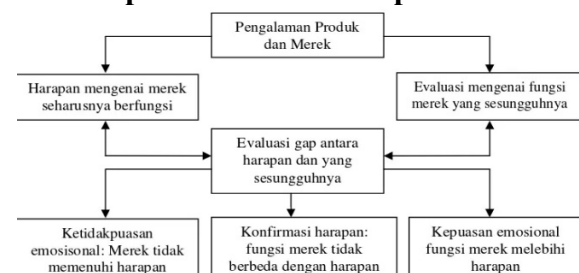 Pengalaman Produk
dan Merek
Harapan mengenai merek
seharusnya berfungsi
Evaluasi mengenai fungsi
merek yang sesungguhnya
Evaluasi gap antara
harapan dan yang
sesungguhnya
Ketidakpuasan
emosisonal: Merek tidak
memenuhi harapan
Konfirmasi harapan:
fungsi merek tidak
berbeda dengan harapan
Kepuasan emosional
fungsi merek melebihi
harapan